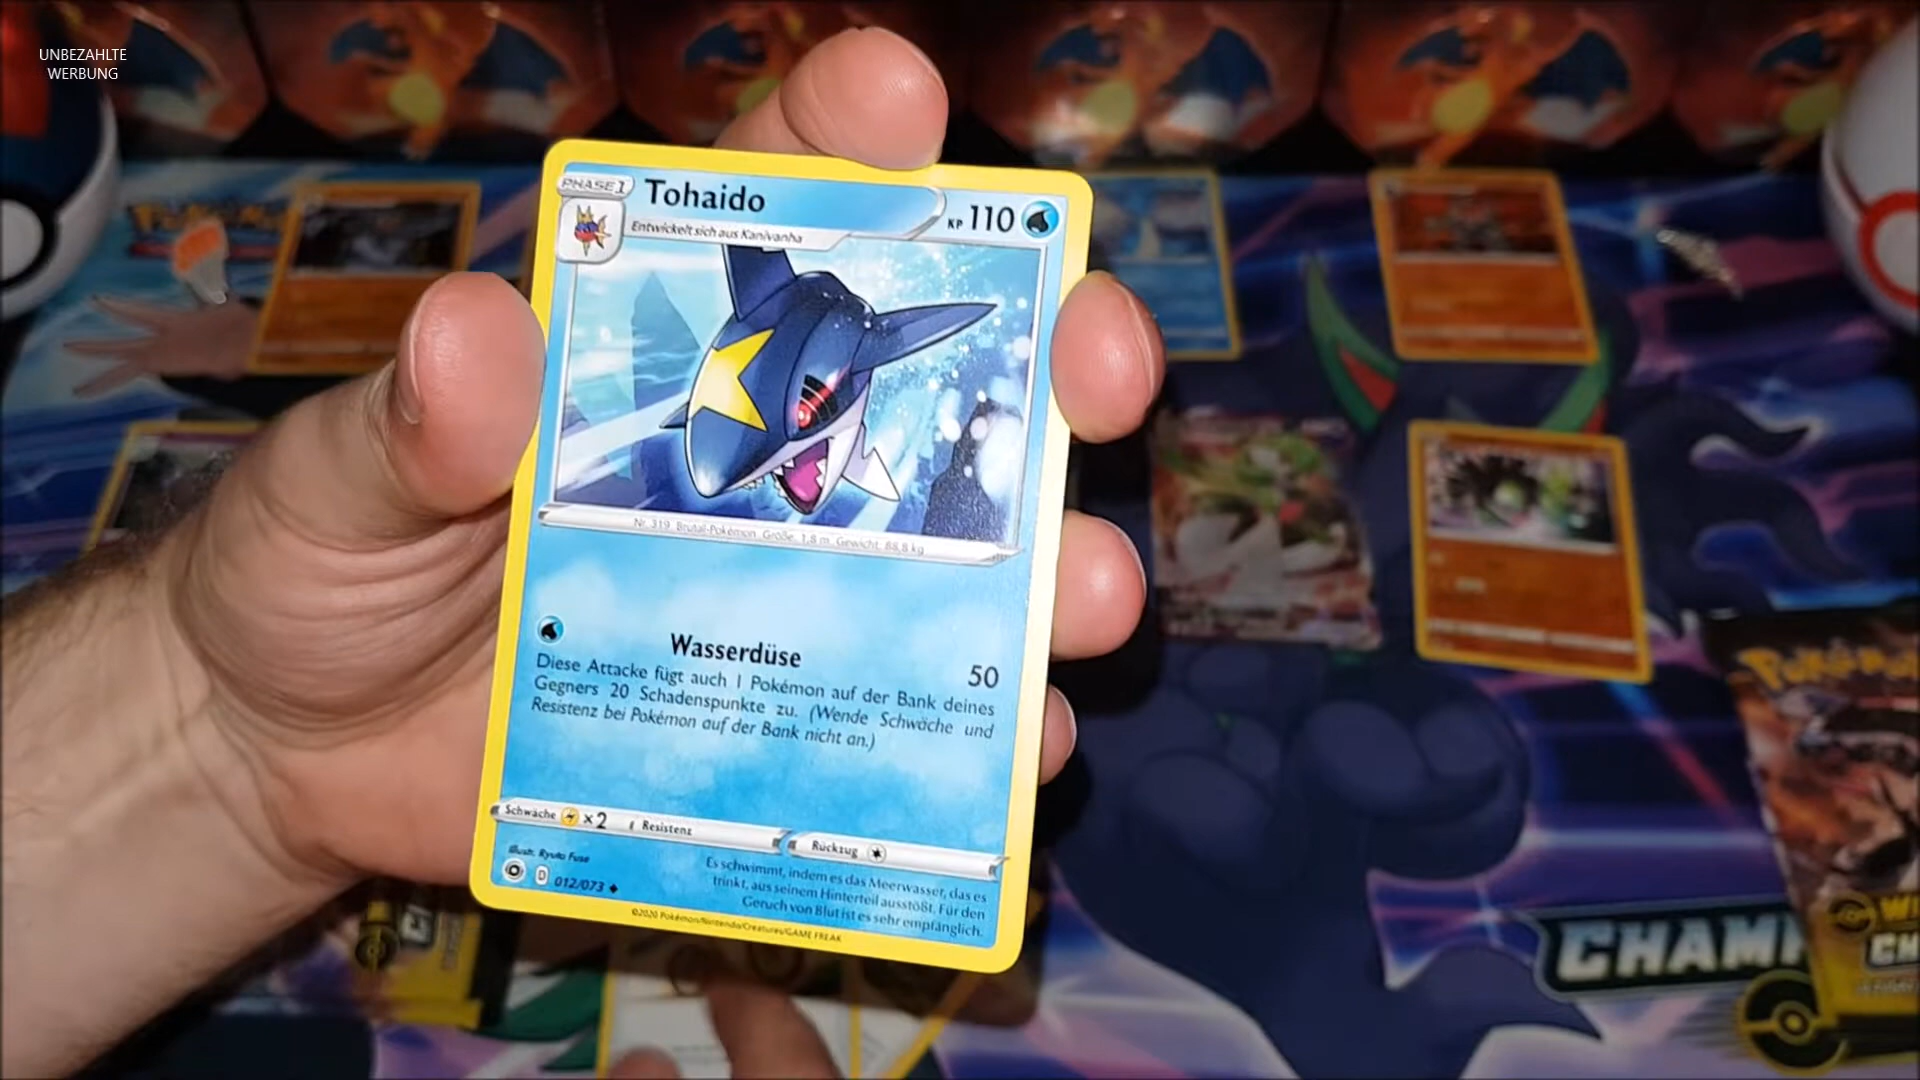 UNBEZAHLTE
WERBUNG
PHASE 1
Tohaido
KP 110
Entwickelt sich aus Kanivanha
Nr. 319 Brutal-Pokémon Größe: 1,8 m Gewicht: 88,8 kg
Wasserdüse
50
Diese Attacke fügt auch 1 Pokémon auf der Bank deines
Gegners 20 Schadenspunkte zu. (Wende Schwäche und
Resistenz bei Pokémon auf der Bank nicht an.)
Schwäche x2 Resistenz
Rückzug
Illustr. Ryuta Fuse
D 012/073
Es schwimmt, indem es das Meerwasser, das es
trinkt, aus seinem Hinterteil ausstößt. Für den
Geruch von Blut ist es sehr empfänglich.
©2020 Pokémon/Nintendo/Creatures/GAME FREAK
Pokémon
CHAMP